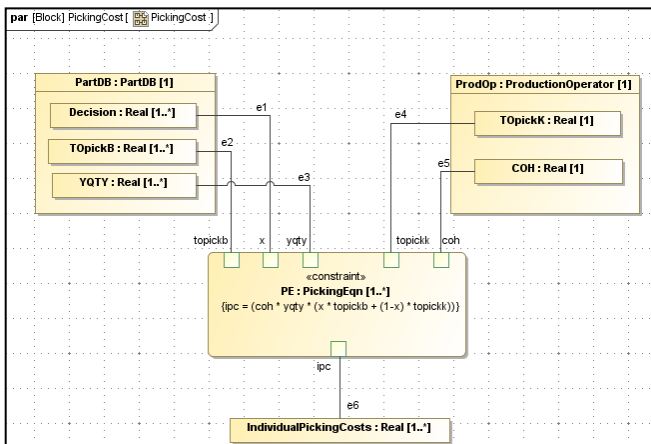 par [Block] PickingCost [ PickingCost ]
PartDB : PartDB [1]
Decision : Real [1..*]
TOpickB : Real [1..*]
YQTY : Real [1..*]
ProdOp : ProductionOperator [1]
TOpickK : Real [1]
COH : Real [1]
e1
e2
e3
e4
e5
topickb x yqty topickk coh
«constraint»
PE : PickingEqn [1..*]
{ipc = (coh * yqty * (x * topickb + (1-x) * topickk))}
ipc
e6
IndividualPickingCosts : Real [1..*]